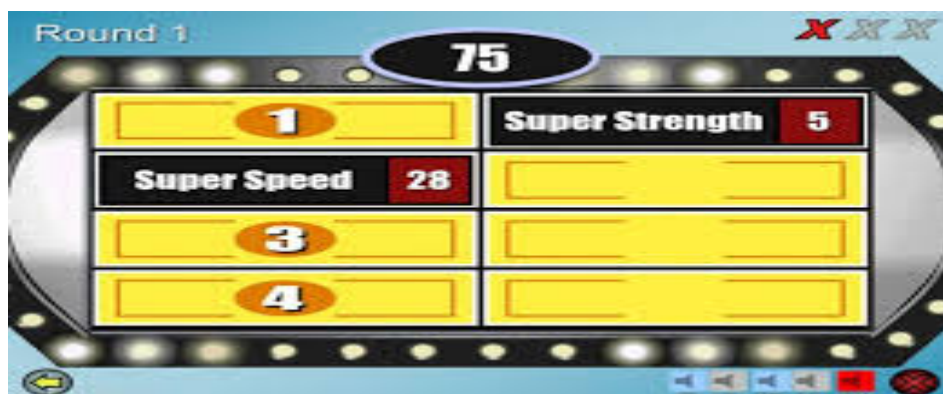 Round 1
X X X
75
1
Super Strength 5
Super Speed 28
3
4